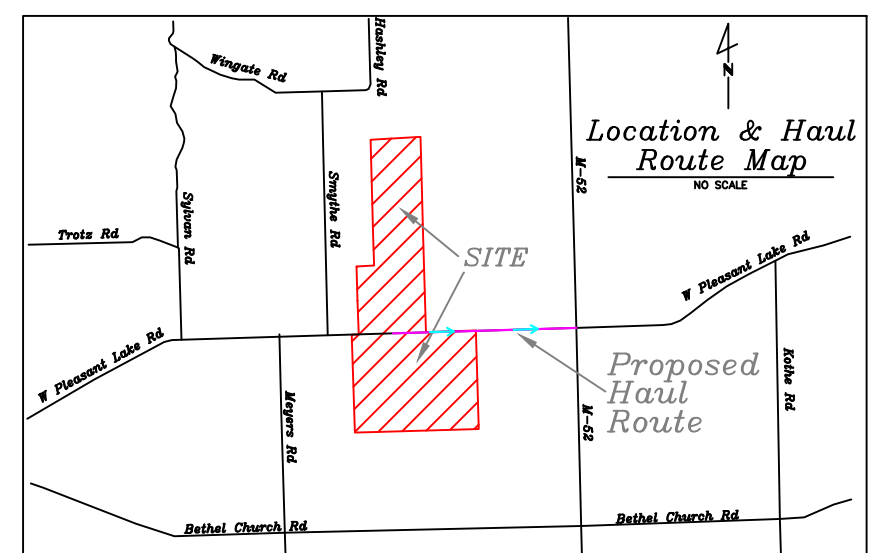 Hashley Rd
Wingate Rd
N
Location & Haul
Route Map
NO SCALE
M-52
Smythe Rd
Sylvan Rd
Trotz Rd
SITE
W Pleasant Lake Rd
W Pleasant Lake Rd
Proposed
Haul
Route
Kothe Rd
Meyers Rd
M-52
Bethel Church Rd
Bethel Church Rd